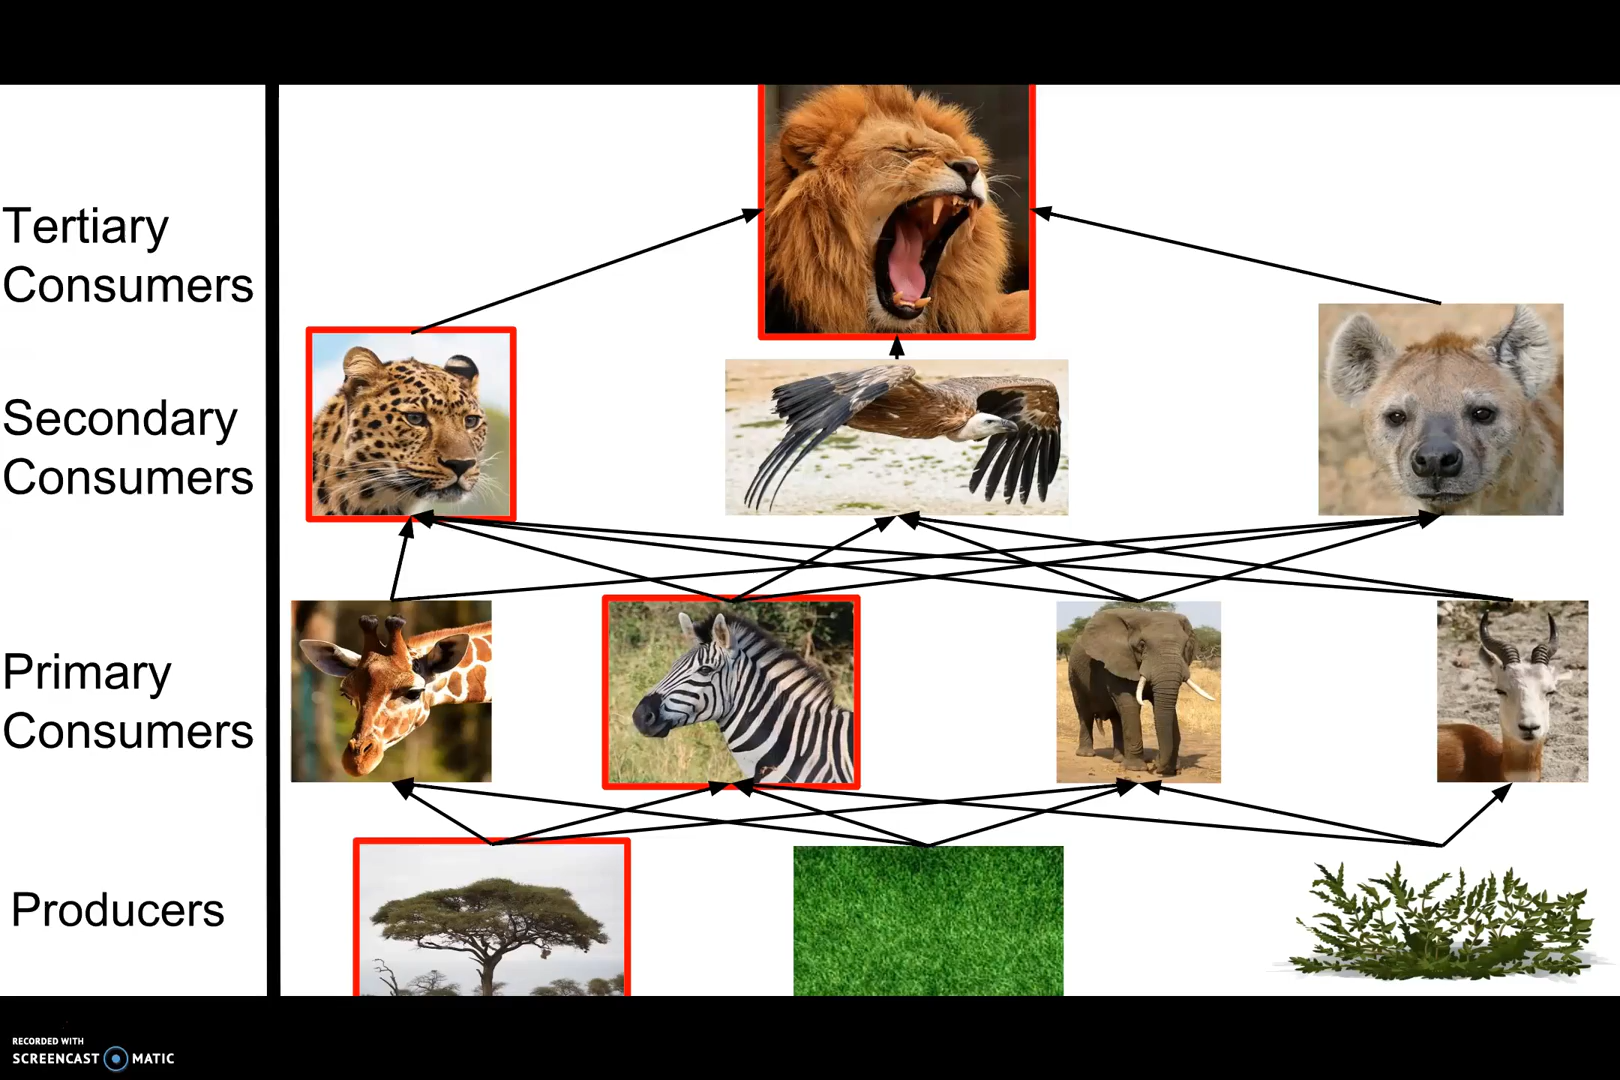 Tertiary
Consumers
Secondary
Consumers
Primary
Consumers
Producers
RECORDED WITH
SCREENCAST MATIC